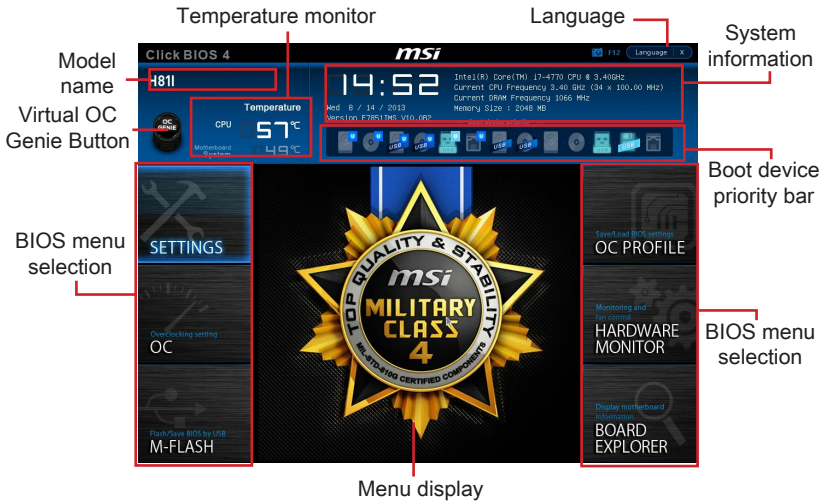 Temperature monitor
Language
System
information
Model
name
Virtual OC
Genie Button
Boot device
priority bar
BIOS menu
selection
BIOS menu
selection
Menu display
Click BIOS 4
msi
F12
Language
X
H81I
OC
GENIE
Temperature
CPU
57°C
Motherboard
System
49°C
14:52
Wed 8 / 14 / 2013
Version E7851IMS V10.0B2
Intel(R) Core(TM) i7-4770 CPU @ 3.40GHz
Current CPU Frequency 3.40 GHz (34 x 100.00 MHz)
Current DRAM Frequency 1066 MHz
Memory Size : 2048 MB
U
U
USB
U
USB
U
U
USB
USB
USB
SETTINGS
Overclocking setting
OC
Flash/Save BIOS by USB
M-FLASH
TOP QUALITY & STABILITY
msi
MILITARY
CLASS
4
MIL-STD-810G CERTIFIED COMPONENTS
Save/Load BIOS settings
OC PROFILE
Monitoring and
Fan control
HARDWARE
MONITOR
Display motherboard
Information
BOARD
EXPLORER